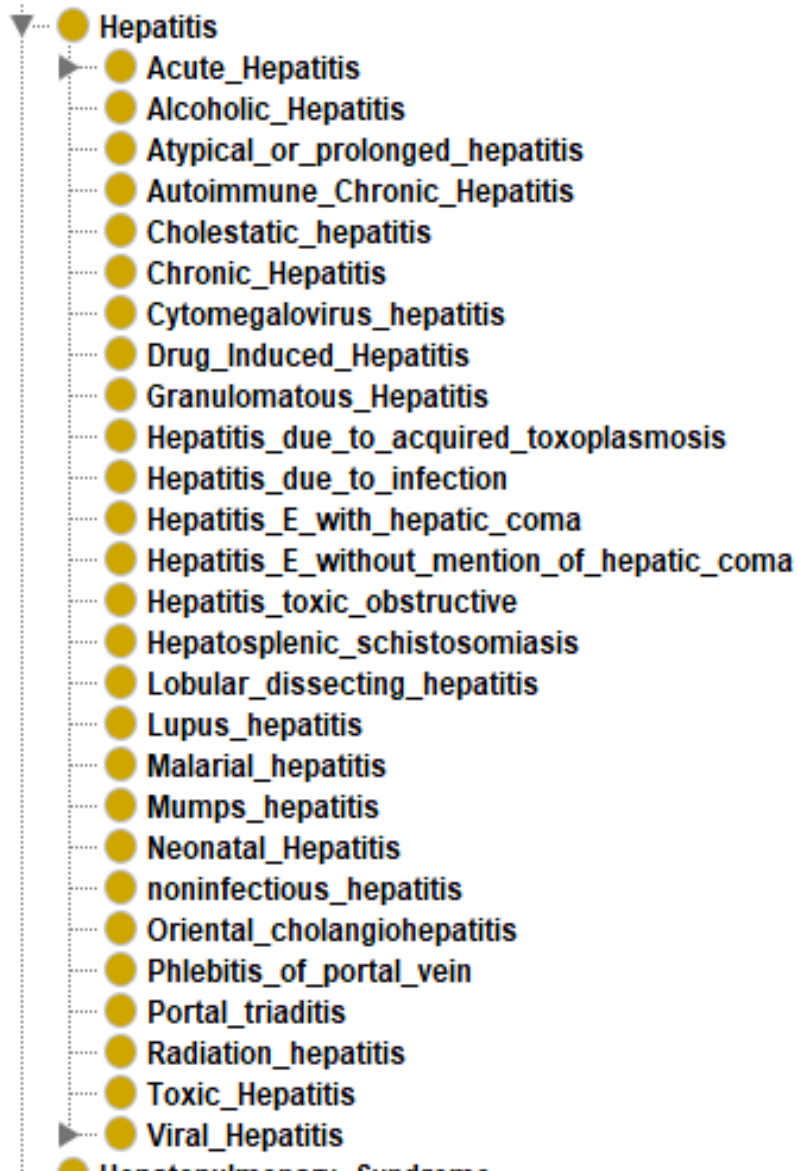 Hepatitis
Acute_Hepatitis
Alcoholic_Hepatitis
Atypical_or_prolonged_hepatitis
Autoimmune_Chronic_Hepatitis
Cholestatic_hepatitis
Chronic_Hepatitis
Cytomegalovirus_hepatitis
Drug_Induced_Hepatitis
Granulomatous_Hepatitis
Hepatitis_due_to_acquired_toxoplasmosis
Hepatitis_due_to_infection
Hepatitis_E_with_hepatic_coma
Hepatitis_E_without_mention_of_hepatic_coma
Hepatitis_toxic_obstructive
Hepatosplenic_schistosomiasis
Lobular_dissecting_hepatitis
Lupus_hepatitis
Malarial_hepatitis
Mumps_hepatitis
Neonatal_Hepatitis
noninfectious_hepatitis
Oriental_cholangiohepatitis
Phlebitis_of_portal_vein
Portal_triaditis
Radiation_hepatitis
Toxic_Hepatitis
Viral_Hepatitis
Hepatopulmonary_Syndrome